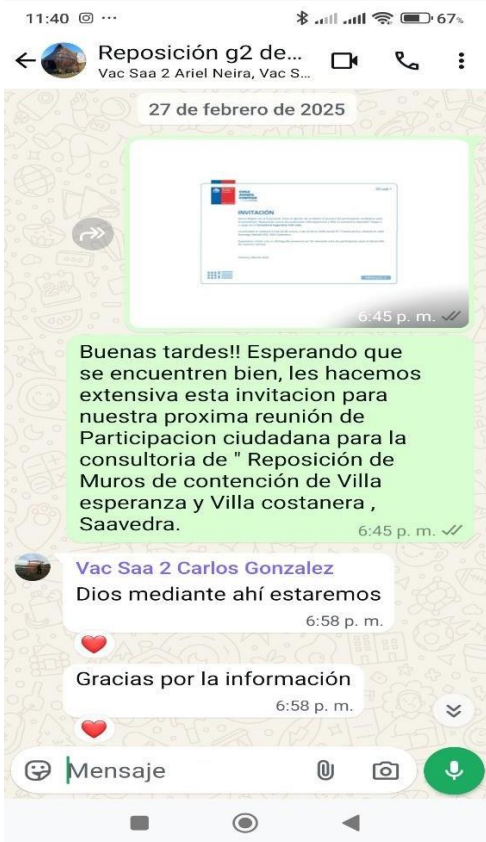 11:40
67%
Reposición g2 de...
Vac Saa 2 Ariel Neira, Vac S...
27 de febrero de 2025
INVITACIÓN
6:45 p. m.
Buenas tardes!! Esperando que
se encuentren bien, les hacemos
extensiva esta invitacion para
nuestra proxima reunión de
Participacion ciudadana para la
consultoria de " Reposición de
Muros de contención de Villa
esperanza y Villa costanera ,
Saavedra.
6:45 p. m.
Vac Saa 2 Carlos Gonzalez
Dios mediante ahí estaremos
6:58 p. m.
Gracias por la información
6:58 p. m.
Mensaje